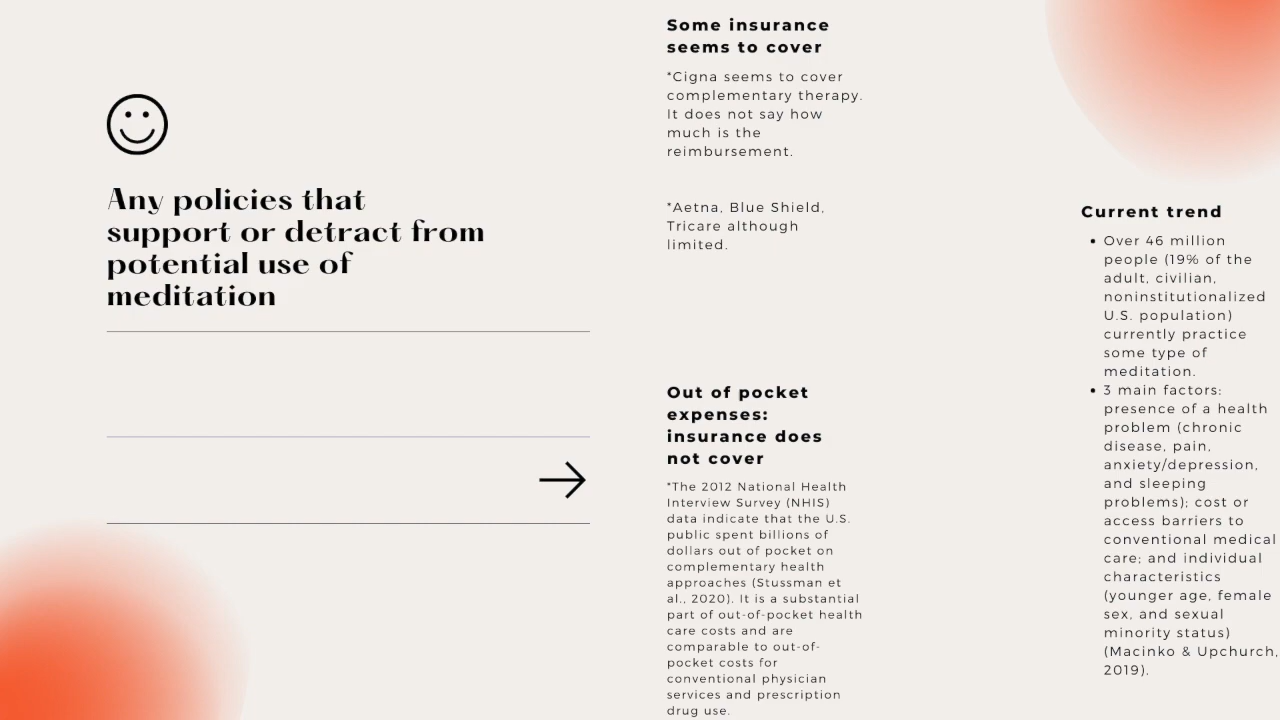 Any policies that
support or detract from
potential use of
meditation
Some insurance
seems to cover
*Cigna seems to cover
complementary therapy.
It does not say how
much is the
reimbursement.
*Aetna, Blue Shield,
Tricare although
limited.
Out of pocket
expenses:
insurance does
not cover
*The 2012 National Health
Interview Survey (NHIS)
data indicate that the U.S.
public spent billions of
dollars out of pocket on
complementary health
approaches (Stussman et
al., 2020). It is a substantial
part of out-of-pocket health
care costs and are
comparable to out-of-
pocket costs for
conventional physician
services and prescription
drug use.
Current trend
• Over 46 million
people (19% of the
adult, civilian,
noninstitutionalized
U.S. population)
currently practice
some type of
meditation.
• 3 main factors:
presence of a health
problem (chronic
disease, pain,
anxiety/depression,
and sleeping
problems); cost or
access barriers to
conventional medical
care; and individual
characteristics
(younger age, female
sex, and sexual
minority status)
(Macinko & Upchurch,
2019).